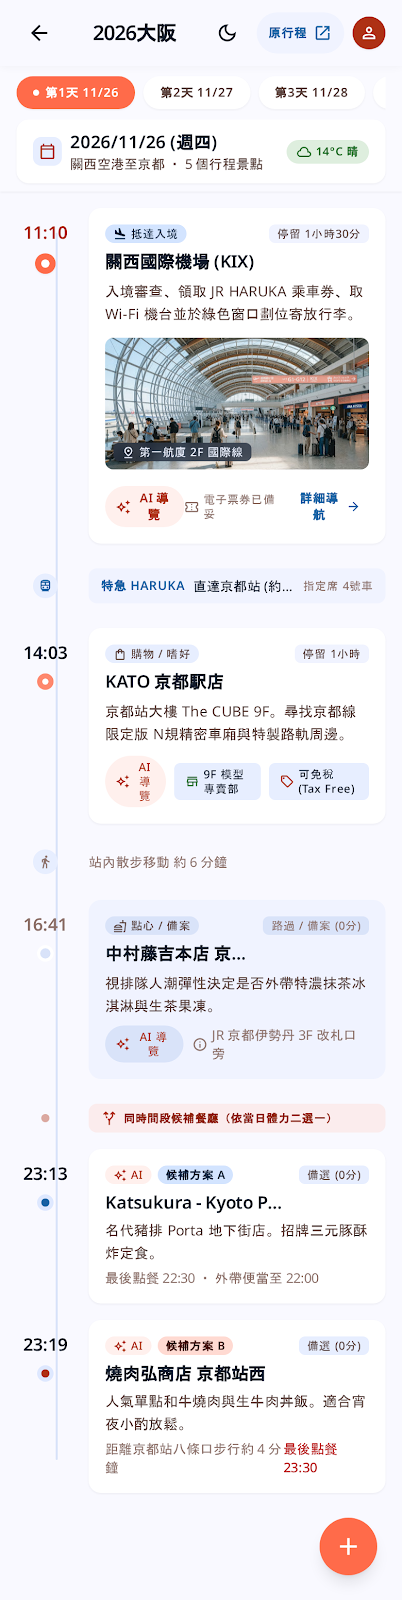 2026大阪
原行程
第1天 11/26
第2天 11/27
第3天 11/28
2026/11/26 (週四)
關西空港至京都 · 5 個行程景點
14°C 晴
11:10
抵達入境
停留 1小時30分
關西國際機場 (KIX)
入境審查、領取 JR HARUKA 乘車券、取
Wi-Fi 機台並於綠色窗口劃位寄放行李。
第一航廈 2F 國際線
AI 導
覽
電子票券已備
妥
詳細導
航
特急 HARUKA 直達京都站 (約... 指定席 4號車
14:03
購物 / 嗜好
停留 1小時
KATO 京都駅店
京都站大樓 The CUBE 9F。尋找京都線
限定版 N規精密車廂與特製路軌周邊。
AI
導
覽
9F 模型
專賣部
可免稅
(Tax Free)
站內散步移動 約 6 分鐘
16:41
點心 / 備案
路過 / 備案 (0分)
中村藤吉本店 京...
視排隊人潮彈性決定是否外帶特濃抹茶冰
淇淋與生茶果凍。
AI 導
覽
JR 京都伊勢丹 3F 改札口
旁
同時間段候補餐廳（依當日體力二選一）
23:13
AI
候補方案 A
備選 (0分)
Katsukura - Kyoto P...
名代豬排 Porta 地下街店。招牌三元豚酥
炸定食。
最後點餐 22:30 · 外帶便當至 22:00
23:19
AI
候補方案 B
備選 (0分)
燒肉弘商店 京都站西
人氣單點和牛燒肉與生牛肉丼飯。適合宵
夜小酌放鬆。
距離京都站八條口步行約 4 分
鐘
最後點餐
23:30